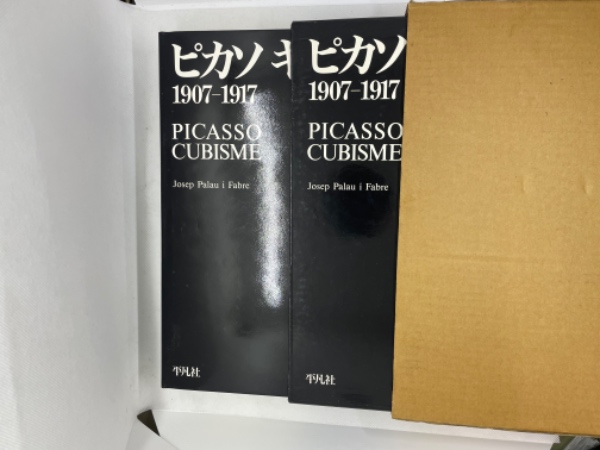 ピカソ キ
1907-1917
PICASSO
CUBISME
Josep Palau i Fabre
平凡社
ピカソ
1907-1917
PICASSO
CUBISME
Josep Palau i Fabre
平凡社